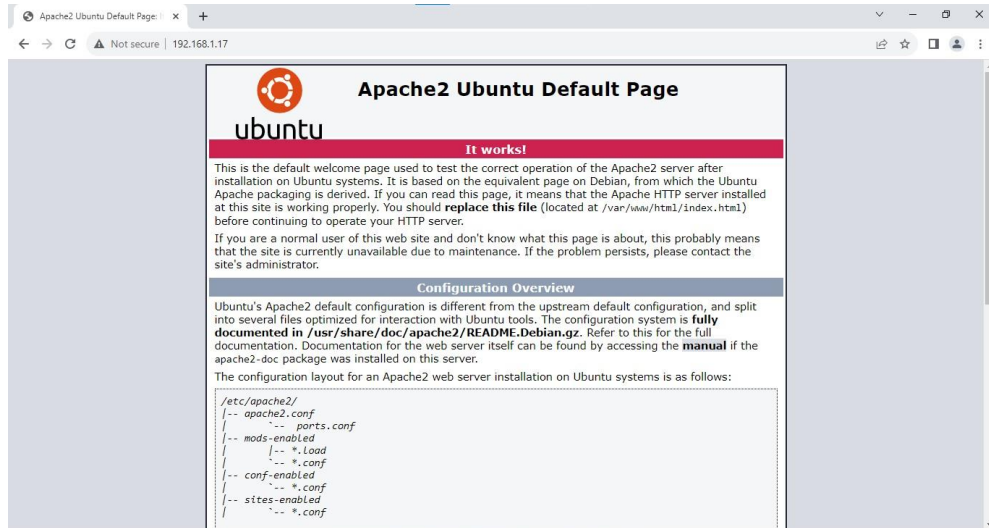 Apache2 Ubuntu Default Page:
Not secure | 192.168.1.17
ubuntu
Apache2 Ubuntu Default Page
It works!
This is the default welcome page used to test the correct operation of the Apache2 server after
installation on Ubuntu systems. It is based on the equivalent page on Debian, from which the Ubuntu
Apache packaging is derived. If you can read this page, it means that the Apache HTTP server installed
at this site is working properly. You should replace this file (located at /var/www/html/index.html)
before continuing to operate your HTTP server.
If you are a normal user of this web site and don't know what this page is about, this probably means
that the site is currently unavailable due to maintenance. If the problem persists, please contact the
site's administrator.
Configuration Overview
Ubuntu's Apache2 default configuration is different from the upstream default configuration, and split
into several files optimized for interaction with Ubuntu tools. The configuration system is fully
documented in /usr/share/doc/apache2/README.Debian.gz. Refer to this for the full
documentation. Documentation for the web server itself can be found by accessing the manual if the
apache2-doc package was installed on this server.
The configuration layout for an Apache2 web server installation on Ubuntu systems is as follows:
/etc/apache2/
|-- apache2.conf
|       `--  ports.conf
|-- mods-enabled
|       |-- *.load
|       `-- *.conf
|-- conf-enabled
|       `-- *.conf
|-- sites-enabled
|       `-- *.conf